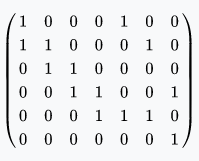 1 0 0 0 1 0 0
1 1 0 0 0 1 0
0 1 1 0 0 0 0
0 0 1 1 0 0 1
0 0 0 1 1 1 0
0 0 0 0 0 0 1